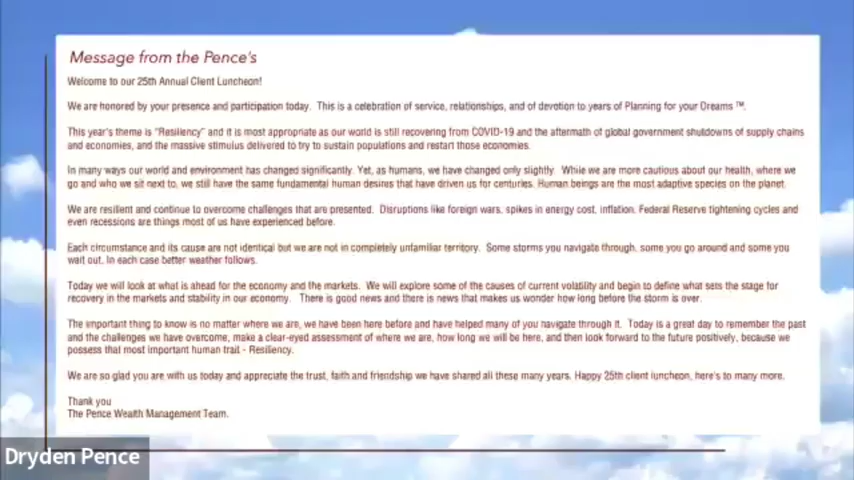 Message from the Pence's
Welcome to our 25th Annual Client Luncheon!
We are honored by your presence and participation today. This is a celebration of service, relationships, and of devotion to years of Planning for your Dreams ™.
This year's theme is "Resiliency" and it is most appropriate as our world is still recovering from COVID-19 and the aftermath of global government shutdowns of supply chains
and economies, and the massive stimulus delivered to try to sustain populations and restart those economies.
In many ways our world and environment has changed significantly. Yet, as humans, we have changed only slightly. While we are more cautious about our health, where we
go and who we sit next to, we still have the same fundamental human desires that have driven us for centuries. Human beings are the most adaptive species on the planet.
We are resilient and continue to overcome challenges that are presented. Disruptions like foreign wars, spikes in energy cost, inflation, Federal Reserve tightening cycles and
even recessions are things most of us have experienced before.
Each circumstance and its cause are not identical but we are not in completely unfamiliar territory. Some storms you navigate through, some you go around and some you
wait out. In each case better weather follows.
Today we will look at what is ahead for the economy and the markets. We will explore some of the causes of current volatility and begin to define what sets the stage for
recovery in the markets and stability in our economy. There is good news and there is news that makes us wonder how long before the storm is over.
The important thing to know is no matter where we are, we have been here before and have helped many of you navigate through it. Today is a great day to remember the past
and the challenges we have overcome, make a clear-eyed assessment of where we are, how long we will be here, and then look forward to the future positively, because we
possess that most important human trait - Resiliency.
We are so glad you are with us today and appreciate the trust, faith and friendship we have shared all these many years. Happy 25th client luncheon, here's to many more.
Thank you
The Pence Wealth Management Team.
Dryden Pence